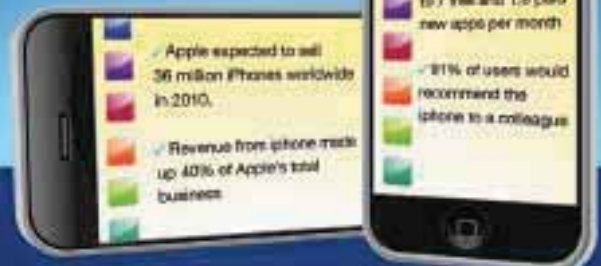 Apple expected to sell
36 million iPhones worldwide
in 2010.
Revenue from iphone made
up 40% of Apple's total
business
new apps per month
91% of users would
recommend the
iphone to a colleague